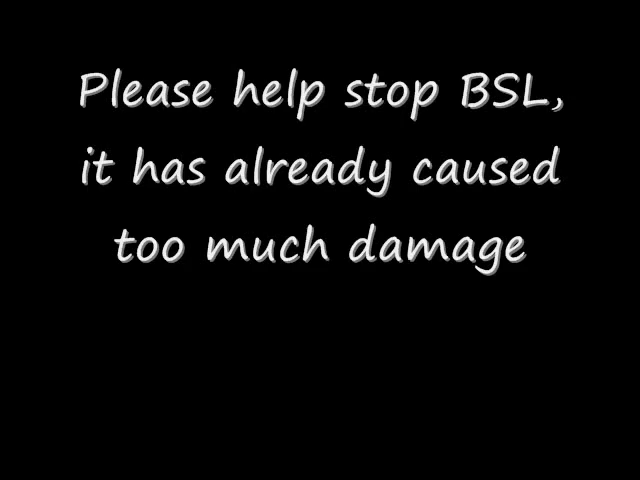 Please help stop BSL,
it has already caused
too much damage